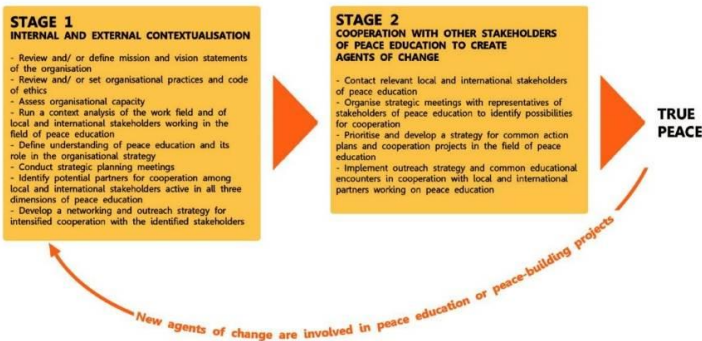 STAGE 1
INTERNAL AND EXTERNAL CONTEXTUALISATION
- Review and/ or define mission and vision statements
of the organisation
- Review and/ or set organisational practices and code
of ethics
- Assess organisational capacity
- Run a context analysis of the work field and of
local and international stakeholders working in the
field of peace education
- Define understanding of peace education and its
role in the organisational strategy
- Conduct strategic planning meetings
- Identify potential partners for cooperation among
local and international stakeholders active in all three
dimensions of peace education
- Develop a networking and outreach strategy for
intensified cooperation with the identified stakeholders
STAGE 2
COOPERATION WITH OTHER STAKEHOLDERS
OF PEACE EDUCATION TO CREATE
AGENTS OF CHANGE
- Contact relevant local and international stakeholders
of peace education
- Organise strategic meetings with representatives of
stakeholders of peace education to identify possibilities
for cooperation
- Prioritise and develop a strategy for common action
plans and cooperation projects in the field of peace
education
- Implement outreach strategy and common educational
encounters in cooperation with local and international
partners working on peace education
TRUE
PEACE
New agents of change are involved in peace education or peace-building projects